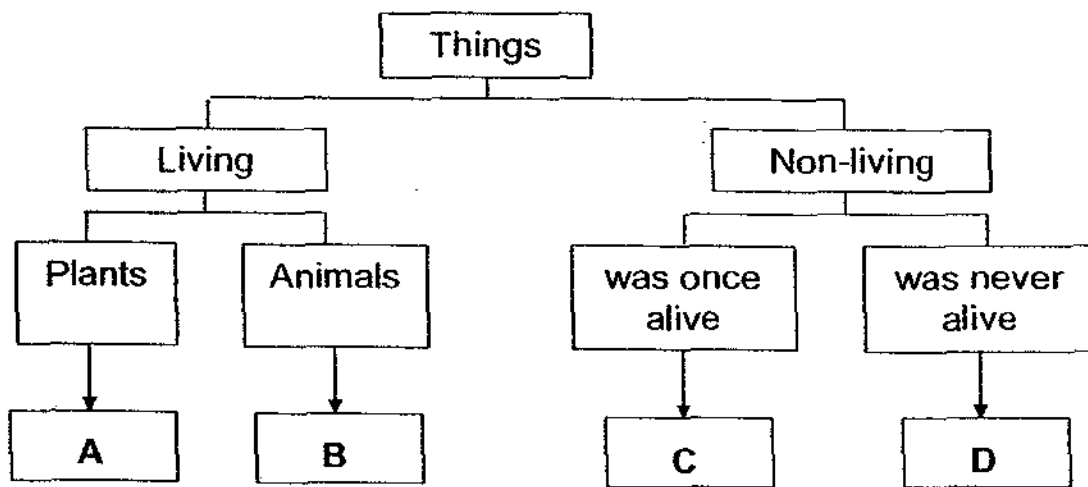 Things
Living
Non-living
Plants
Animals
was once
alive
was never
alive
A
B
C
D